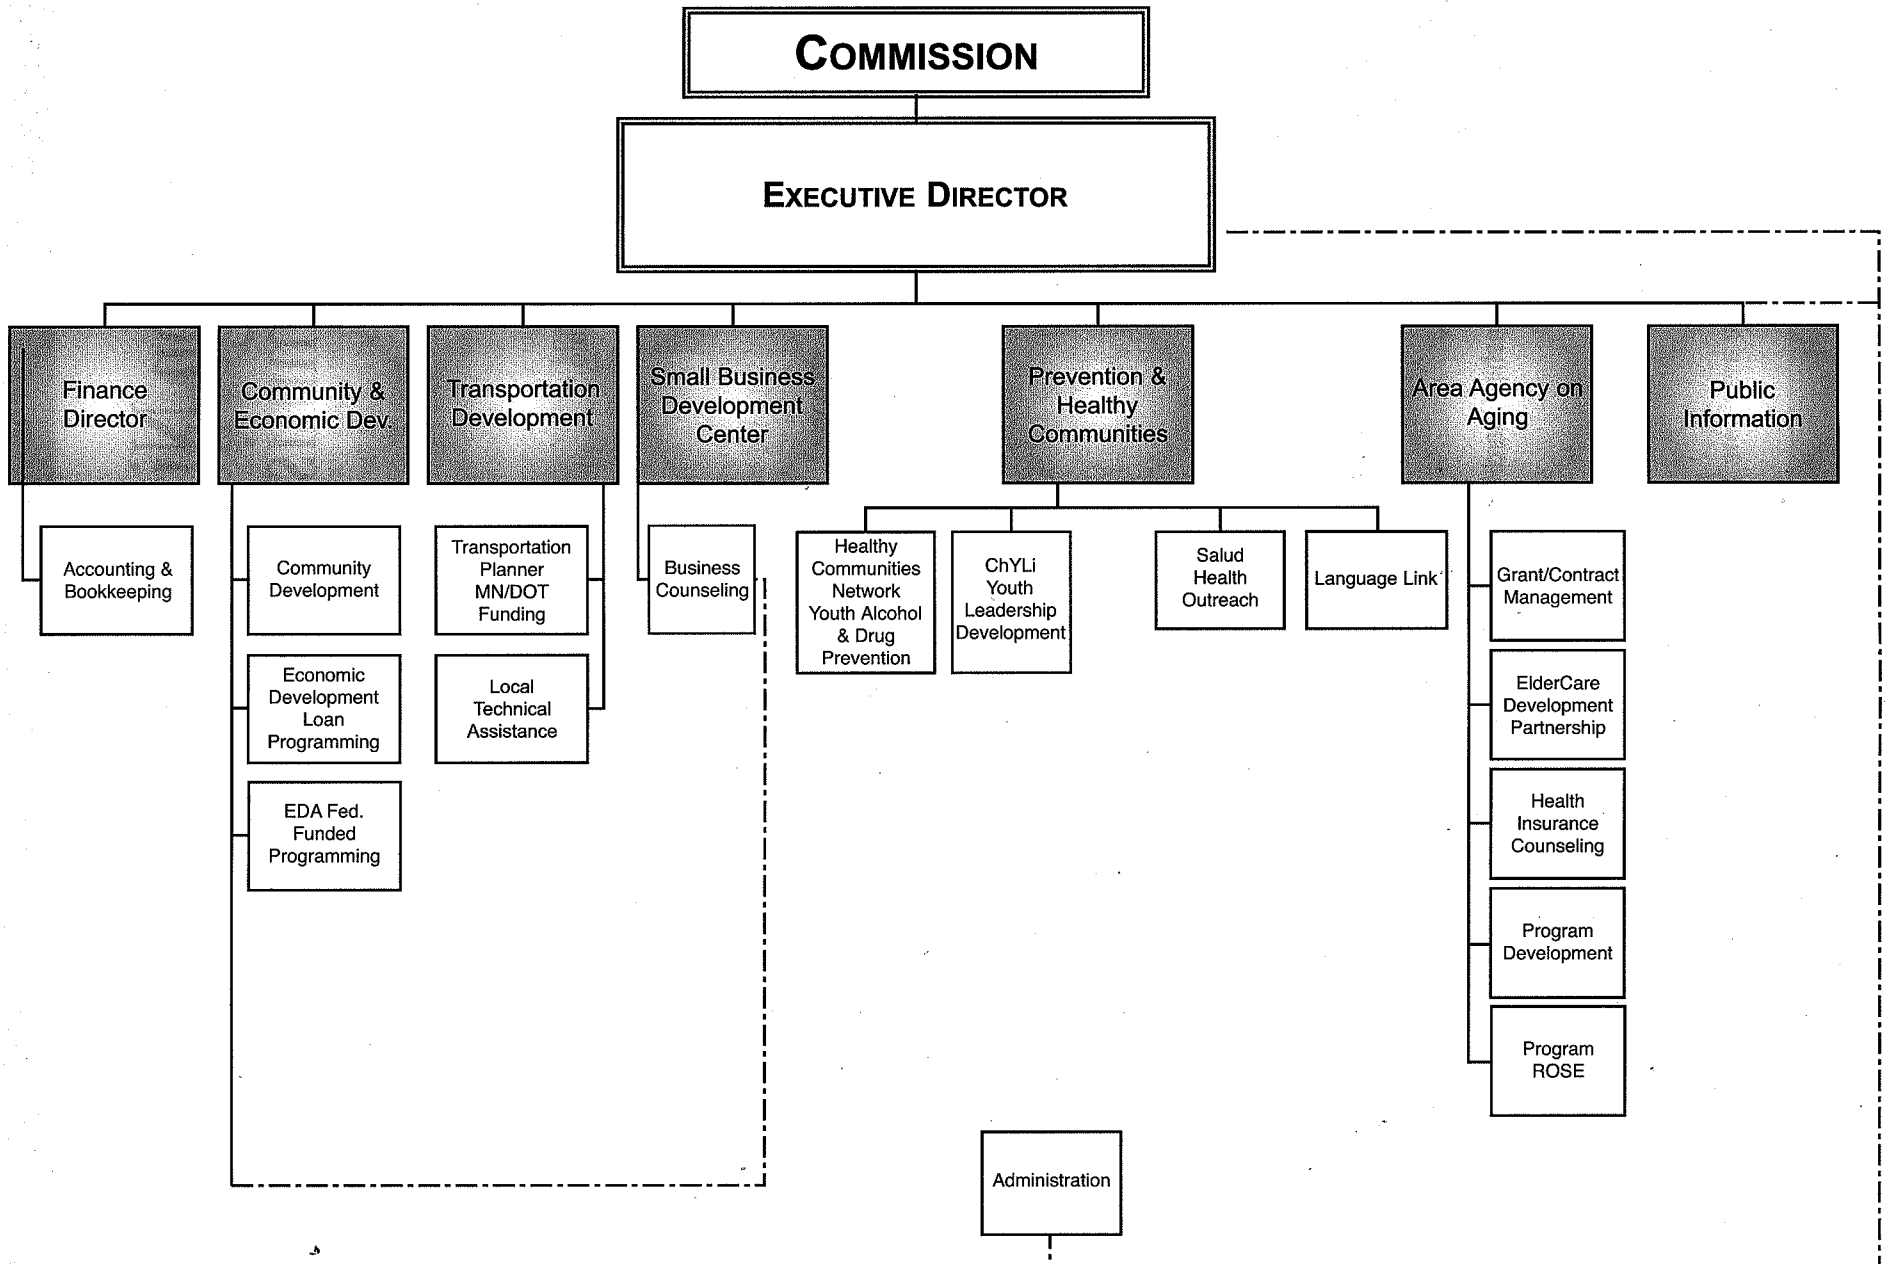 COMMISSION
EXECUTIVE DIRECTOR
Finance
Director
Community &
Economic Dev.
Transportation
Development
Small Business
Development
Center
Prevention &
Healthy
Communities
Area Agency on
Aging
Public
Information
Accounting &
Bookkeeping
Community
Development
Economic
Development
Loan
Programming
EDA Fed.
Funded
Programming
Transportation
Planner
MN/DOT
Funding
Local
Technical
Assistance
Business
Counseling
Healthy
Communities
Network
Youth Alcohol
& Drug
Prevention
ChYLi
Youth
Leadership
Development
Salud
Health
Outreach
Language Link
Grant/Contract
Management
ElderCare
Development
Partnership
Health
Insurance
Counseling
Program
Development
Program
ROSE
Administration